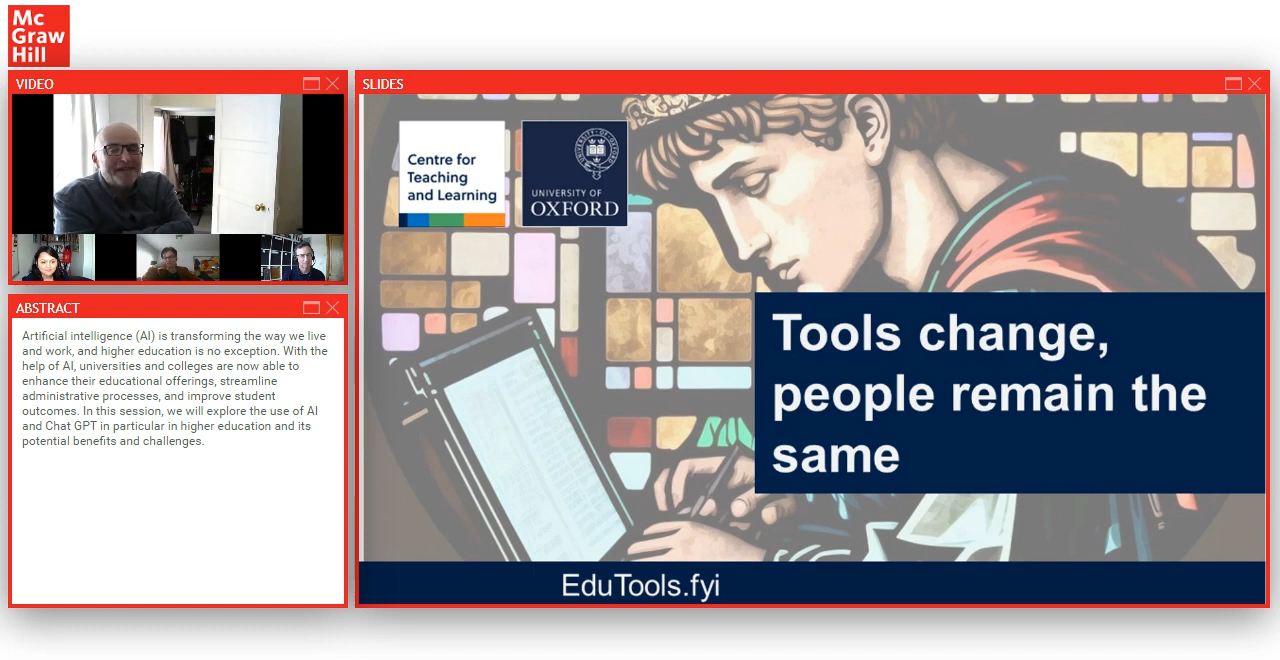 Mc
Graw
Hill
VIDEO
ABSTRACT
Artificial intelligence (AI) is transforming the way we live
and work, and higher education is no exception. With the
help of AI, universities and colleges are now able to
enhance their educational offerings, streamline
administrative processes, and improve student
outcomes. In this session, we will explore the use of AI
and Chat GPT in particular in higher education and its
potential benefits and challenges.
SLIDES
Centre for
Teaching
and Learning
UNIVERSITY OF
OXFORD
Tools change,
people remain the
same
EduTools.fyi